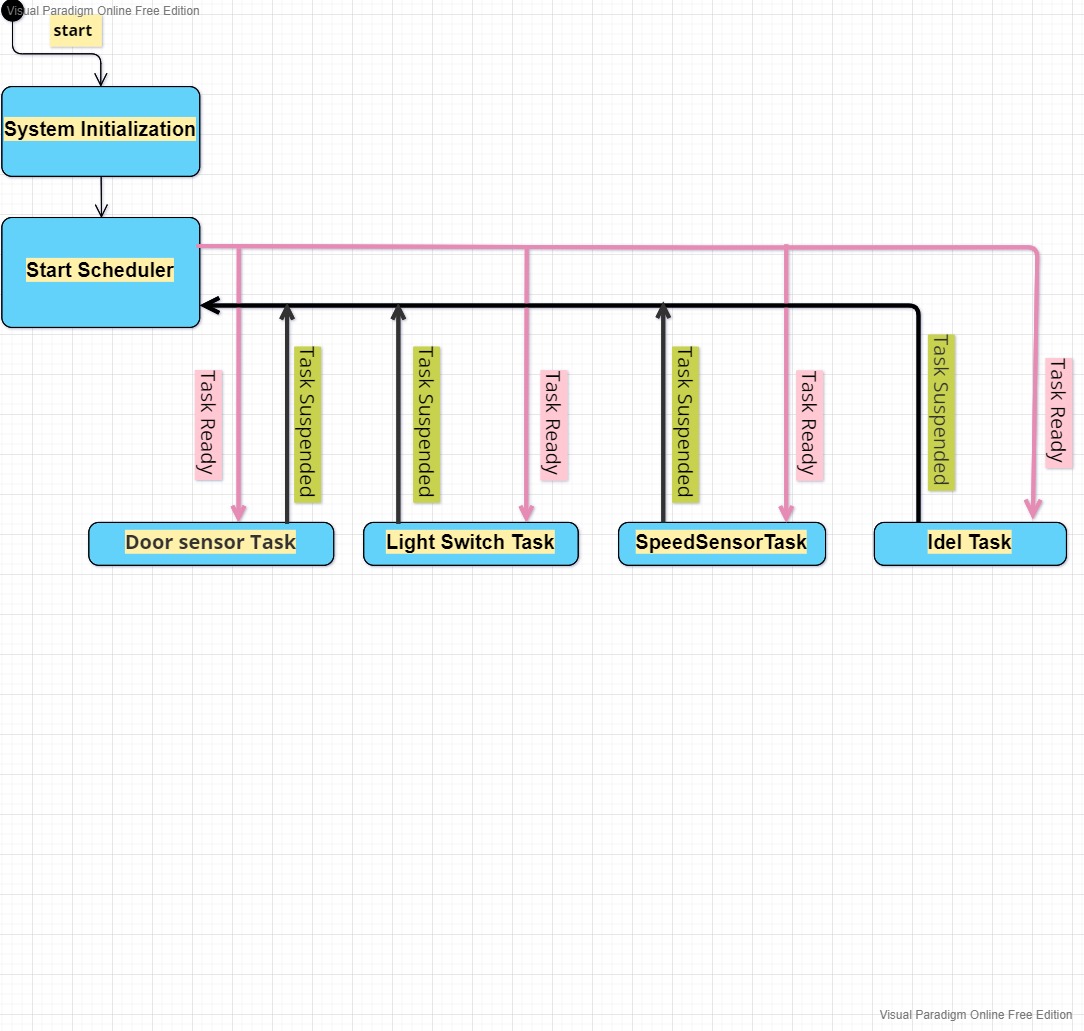 Visual Paradigm Online Free Edition
start
System Initialization
Start Scheduler
Task Ready
Task Suspended
Task Suspended
Task Ready
Task Suspended
Task Ready
Task Suspended
Task Ready
Door sensor Task
Light Switch Task
SpeedSensorTask
Idel Task
Visual Paradigm Online Free Edition